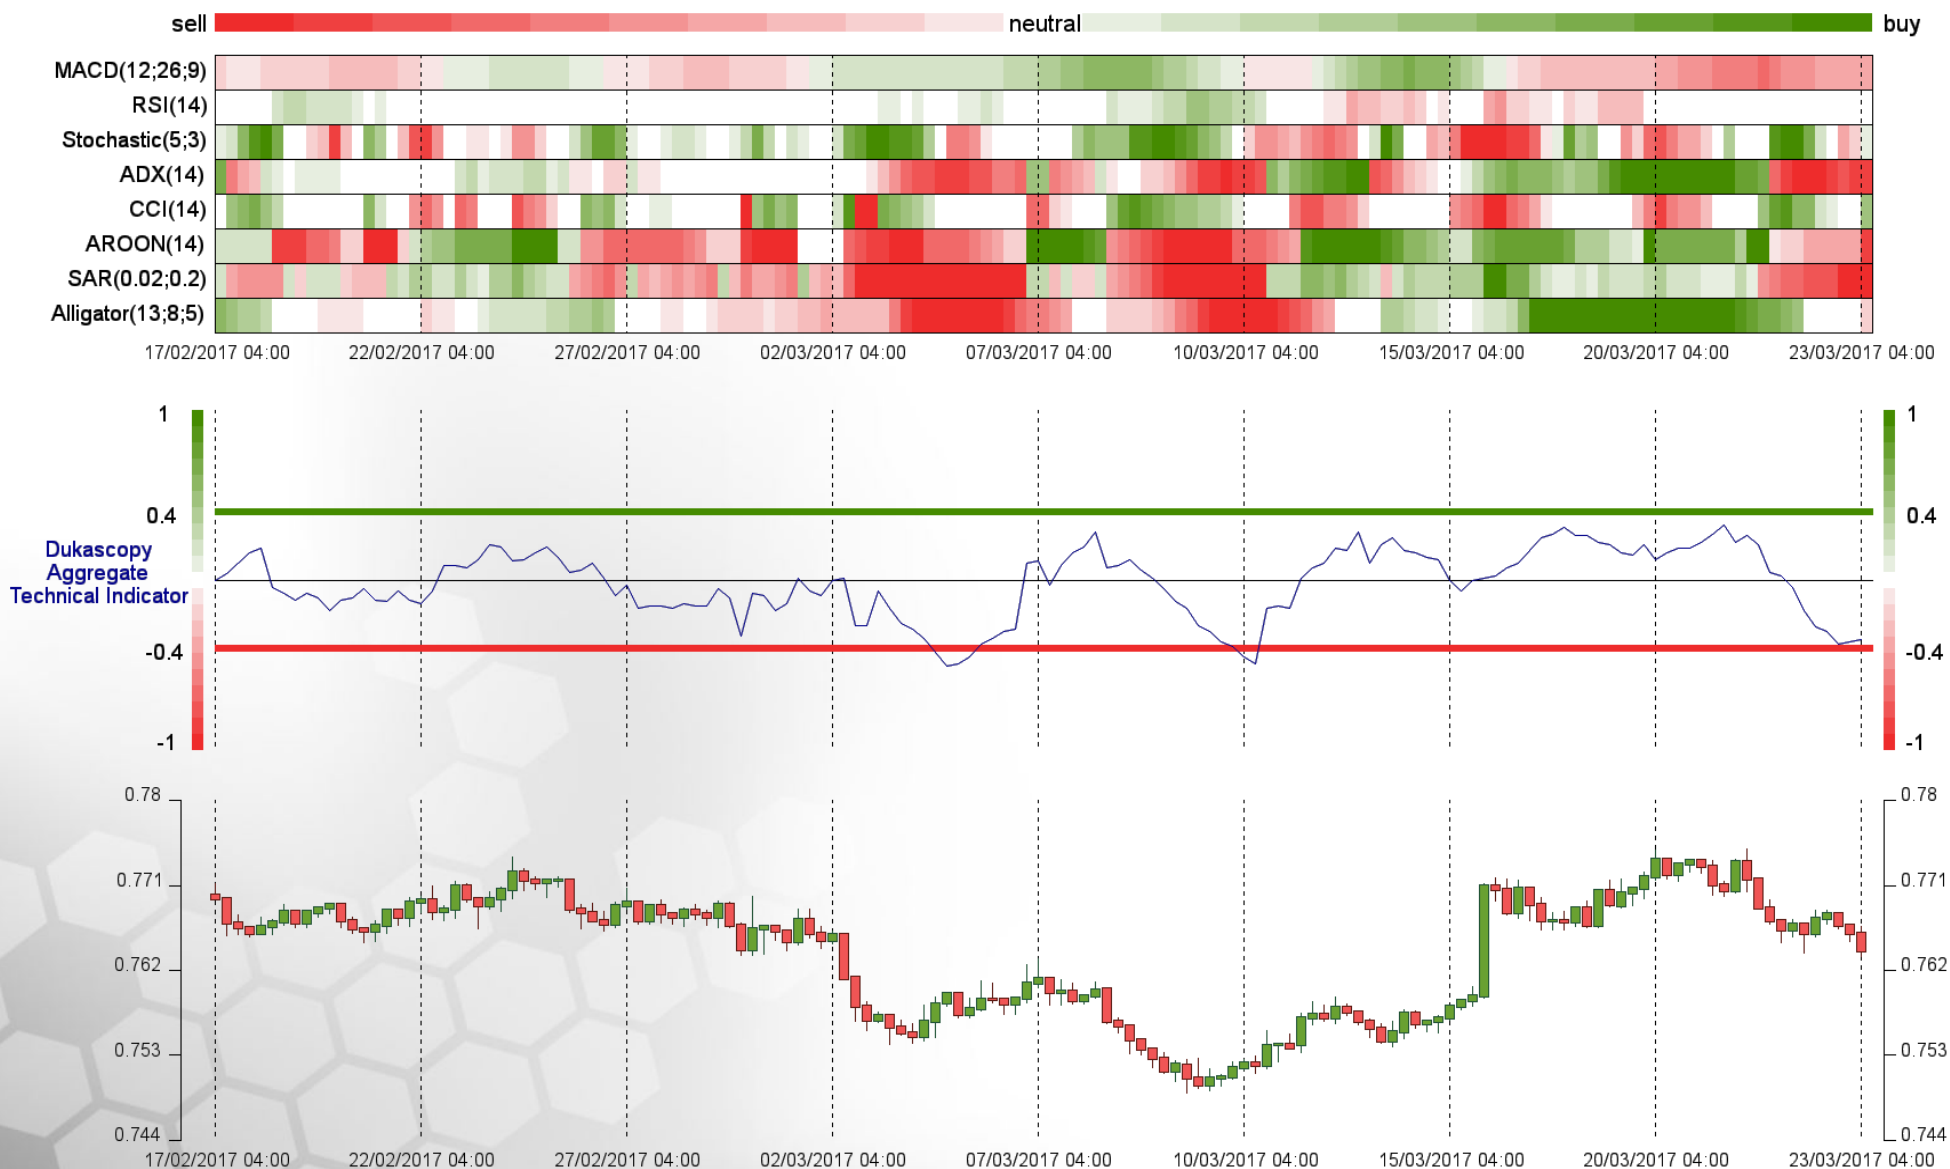 sell neutral buy
MACD(12;26;9)
RSI(14)
Stochastic(5;3)
ADX(14)
CCI(14)
AROON(14)
SAR(0.02;0.2)
Alligator(13;8;5)
17/02/2017 04:00 22/02/2017 04:00 27/02/2017 04:00 02/03/2017 04:00 07/03/2017 04:00 10/03/2017 04:00 15/03/2017 04:00 20/03/2017 04:00 23/03/2017 04:00
1 1
0.4 0.4
Dukascopy
Aggregate
Technical Indicator
-0.4 -0.4
-1 -1
0.78 0.78
0.771 0.771
0.762 0.762
0.753 0.753
0.744 0.744
17/02/2017 04:00 22/02/2017 04:00 27/02/2017 04:00 02/03/2017 04:00 07/03/2017 04:00 10/03/2017 04:00 15/03/2017 04:00 20/03/2017 04:00 23/03/2017 04:00